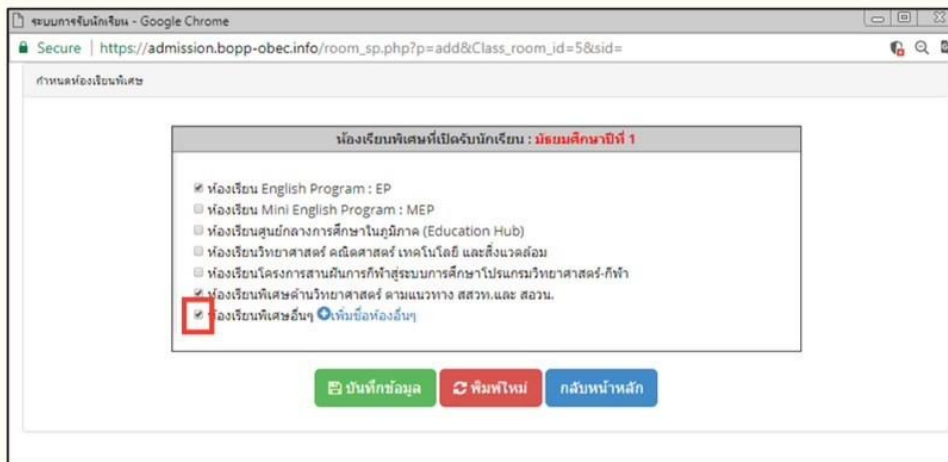 ระบบการรับนักเรียน - Google Chrome
Secure | https://admission.bopp-obec.info/room_sp.php?p=add&Class_room_id=5&sid=
กำหนดห้องเรียนพิเศษ
ห้องเรียนพิเศษที่เปิดรับนักเรียน : มัธยมศึกษาปีที่ 1
ห้องเรียน English Program : EP
ห้องเรียน Mini English Program : MEP
ห้องเรียนศูนย์กลางการศึกษาในภูมิภาค (Education Hub)
ห้องเรียนวิทยาศาสตร์ คณิตศาสตร์ เทคโนโลยี และสิ่งแวดล้อม
ห้องเรียนโครงการสานฝันการกีฬาสู่ระบบการศึกษาโปรแกรมวิทยาศาสตร์-กีฬา
ห้องเรียนพิเศษด้านวิทยาศาสตร์ ตามแนวทาง สสวท.และ สอวน.
ห้องเรียนพิเศษอื่นๆ เพิ่มชื่อห้องอื่นๆ
บันทึกข้อมูล พิมพ์ใหม่ กลับหน้าหลัก